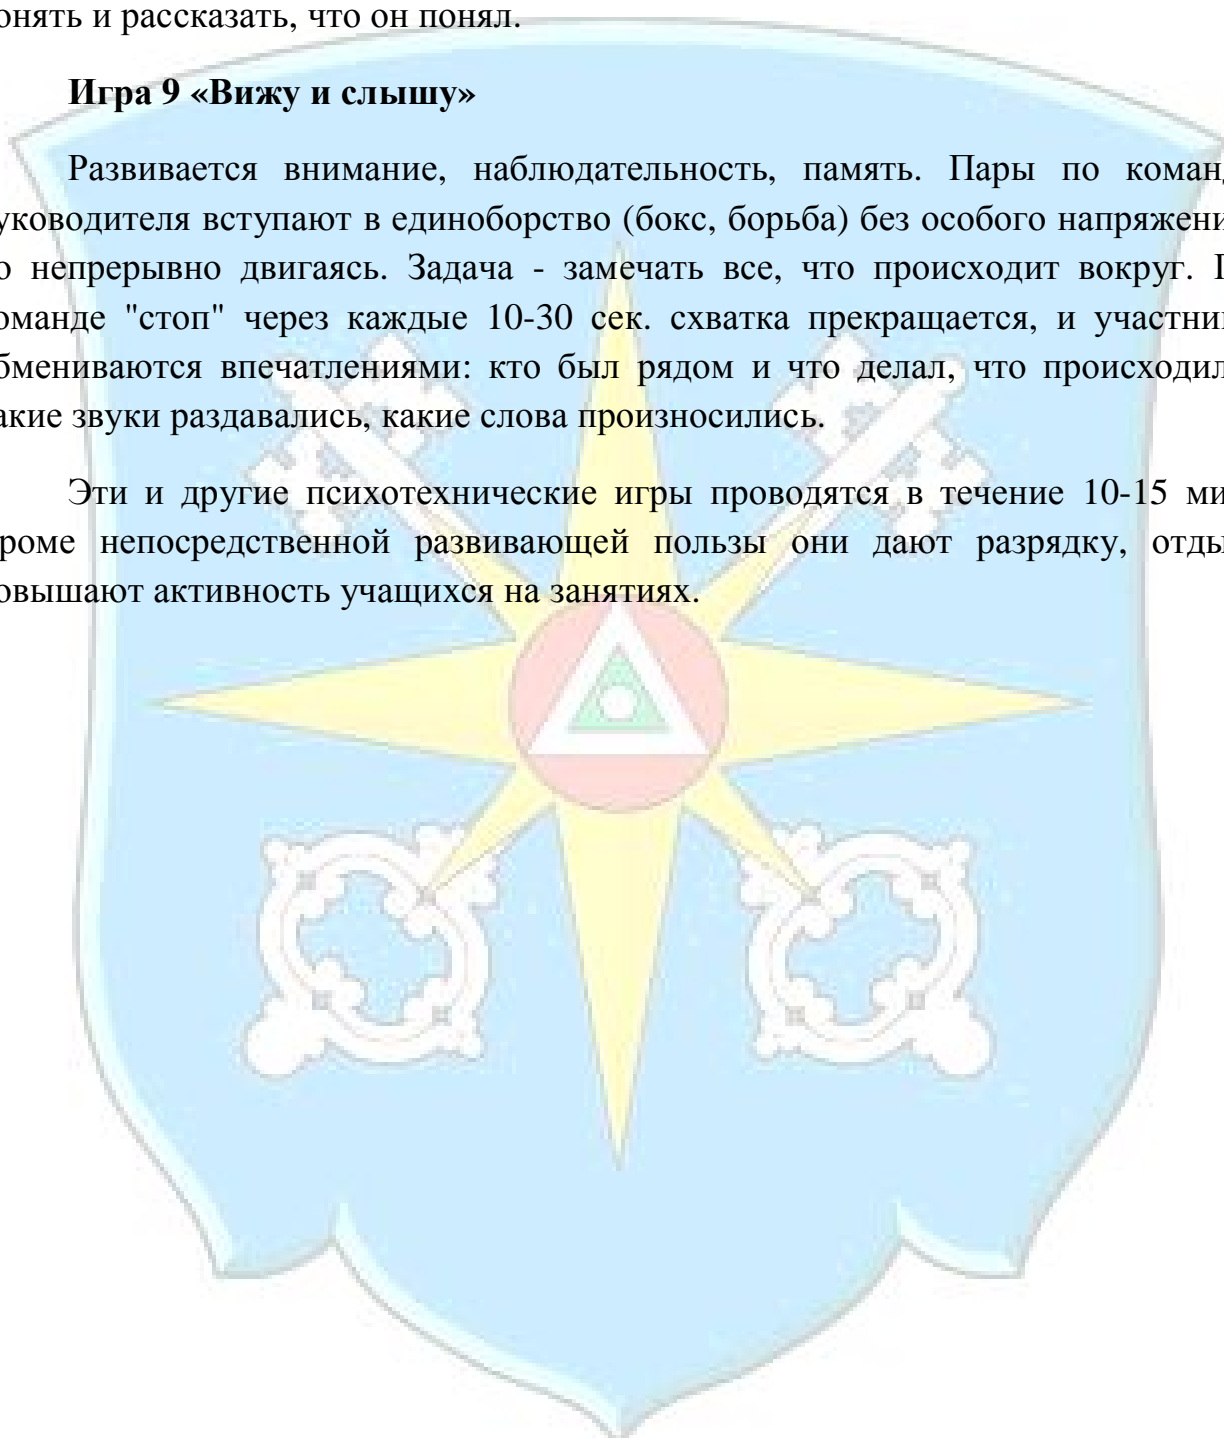 онять и рассказать, что он понял.
Игра 9 «Вижу и слышу»
Развивается внимание, наблюдательность, память. Пары по команд
уководителя вступают в единоборство (бокс, борьба) без особого напряжени
о непрерывно двигаясь. Задача - замечать все, что происходит вокруг. П
оманде "стоп" через каждые 10-30 сек. схватка прекращается, и участник
бмениваются впечатлениями: кто был рядом и что делал, что происходил
акие звуки раздавались, какие слова произносились.
Эти и другие психотехнические игры проводятся в течение 10-15 ми
роме непосредственной развивающей пользы они дают разрядку, отды
овышают активность учащихся на занятиях.